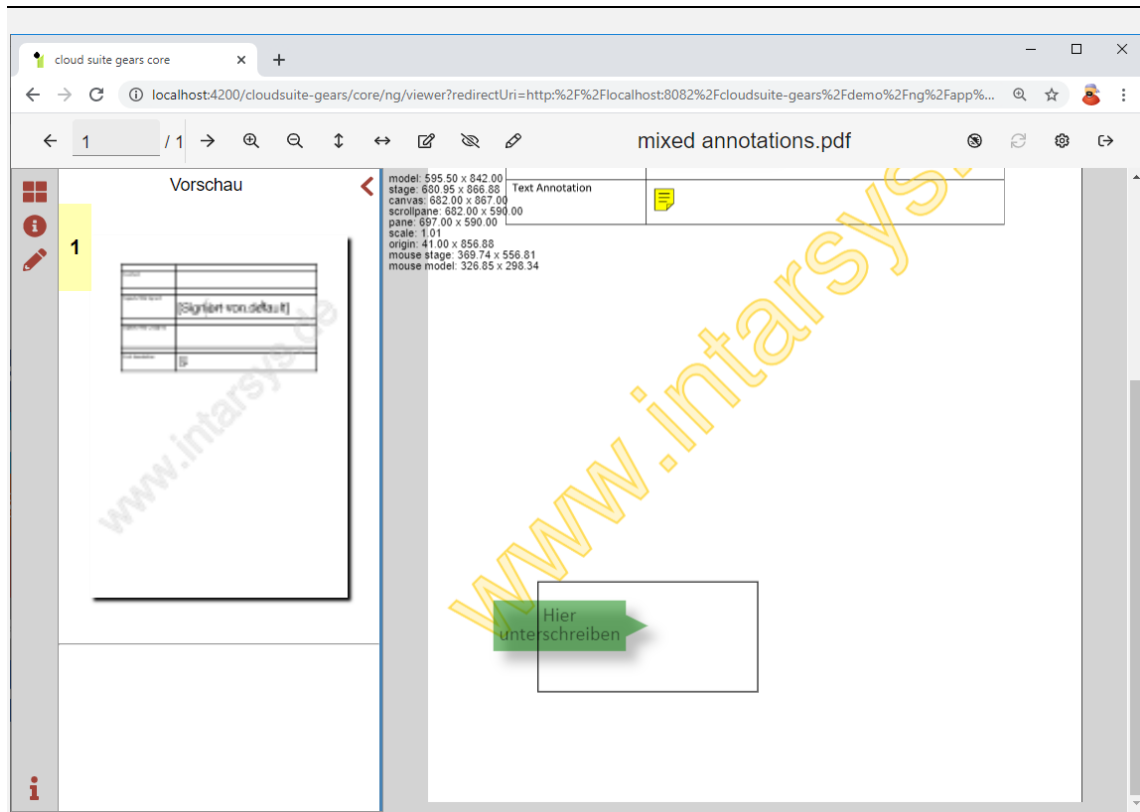 cloud suite gears core
localhost:4200/cloudsuite-gears/core/ng/viewer?redirectUri=http:%2F%2Flocalhost:8082%2Fcloudsuite-gears%2Fdemo%2Fng%2Fapp%...
1 / 1
mixed annotations.pdf
Vorschau
1
[Signiert von default]
www.intarsys.de
model: 595.50 x 842.00
stage: 680.95 x 866.88
canvas: 682.00 x 867.00
scrollpane: 682.00 x 590.00
pane: 697.00 x 590.00
scale: 1.01
origin: 41.00 x 856.88
mouse stage: 369.74 x 556.81
mouse model: 326.85 x 298.34
Text Annotation
www.intarsys.
Hier
unterschreiben